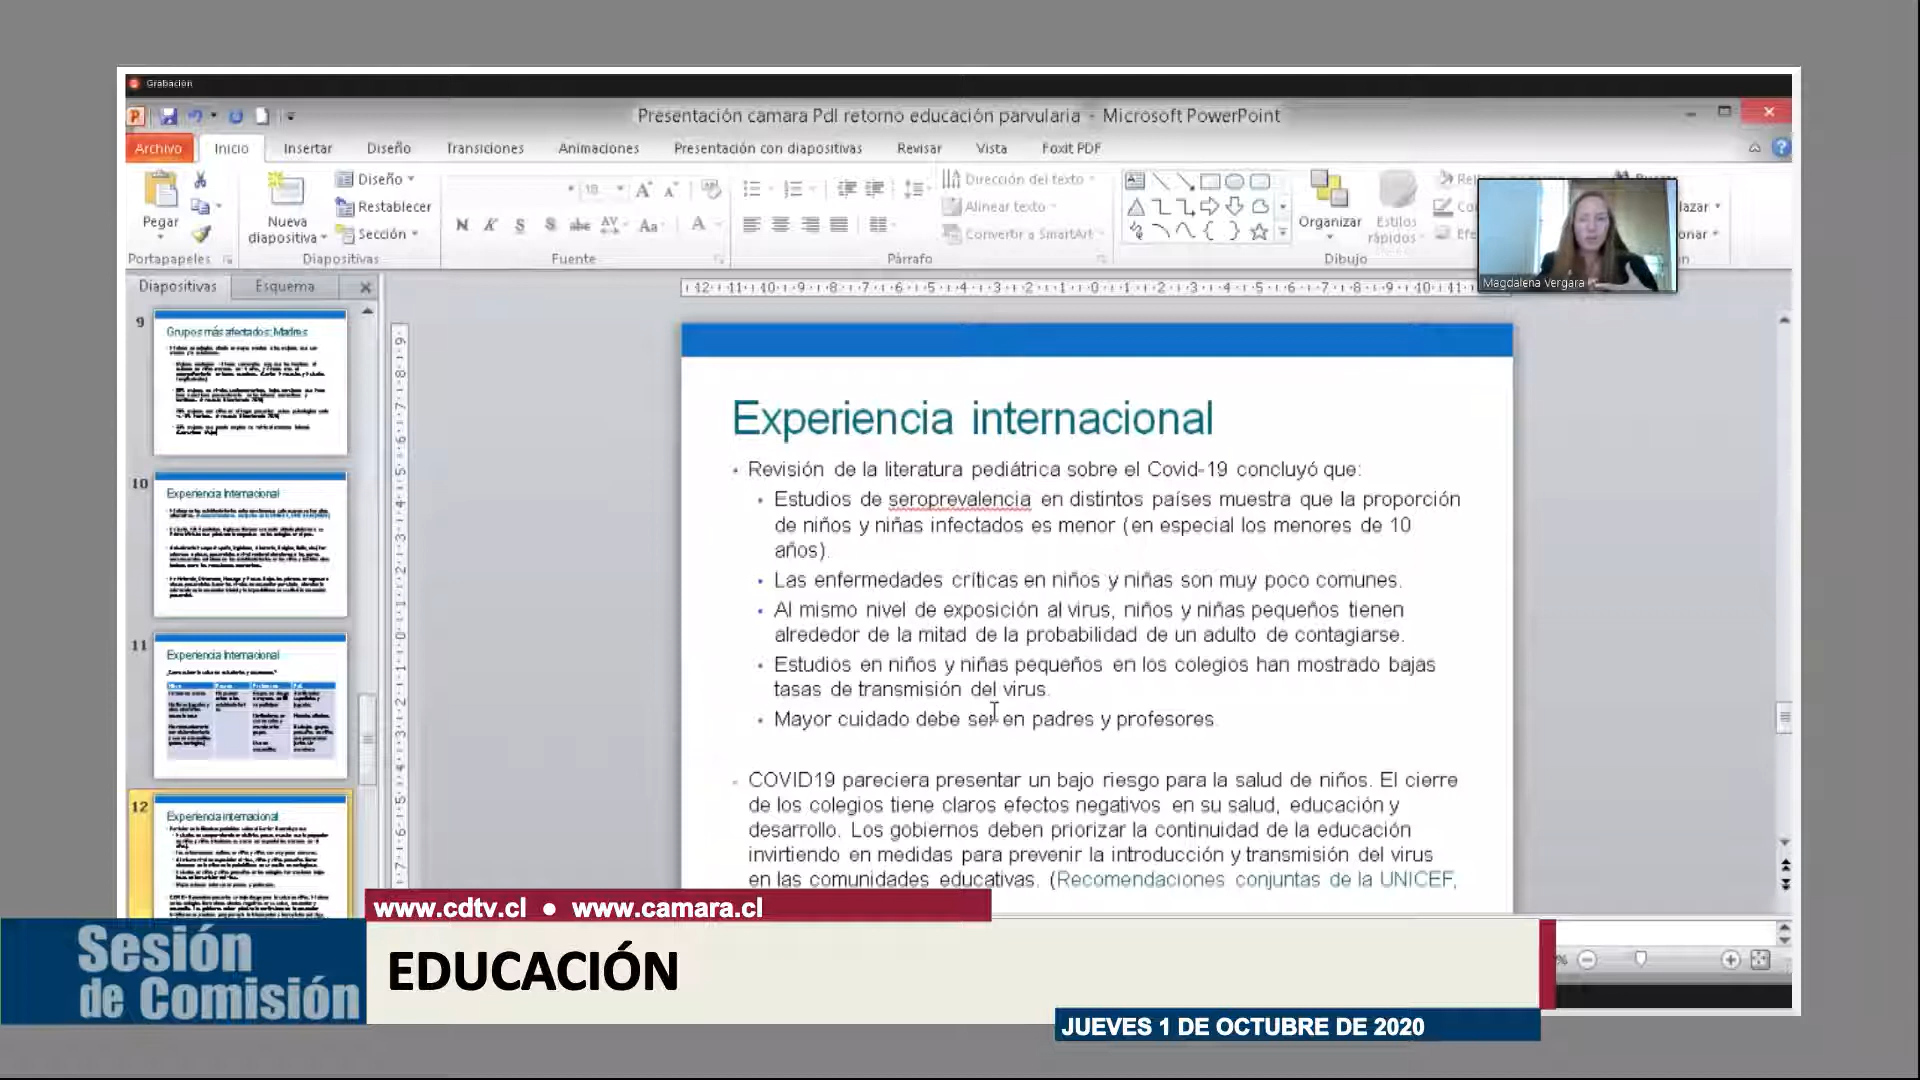 Grabación
Presentación camara PdI retorno educación parvularia - Microsoft PowerPoint
Archivo Inicio Insertar Diseño Transiciones Animaciones Presentación con diapositivas Revisar Vista Foxit PDF
Pegar
Nueva
diapositiva
Diseño
Restablecer
Sección
18
Dirección del texto
Alinear texto
Convertir a SmartArt
Organizar
Estilos
rápidos
Portapapeles Diapositivas Fuente Párrafo Dibujo
Magdalena Vergara
Diapositivas Esquema
9
Grupos más afectados: Madres
10
Experiencia Internacional
11
Experiencia Internacional
12
Experiencia internacional
Experiencia internacional
Revisión de la literatura pediátrica sobre el Covid-19 concluyó que:
Estudios de seroprevalencia en distintos países muestra que la proporción
de niños y niñas infectados es menor (en especial los menores de 10
años).
Las enfermedades críticas en niños y niñas son muy poco comunes.
Al mismo nivel de exposición al virus, niños y niñas pequeños tienen
alrededor de la mitad de la probabilidad de un adulto de contagiarse.
Estudios en niños y niñas pequeños en los colegios han mostrado bajas
tasas de transmisión del virus.
Mayor cuidado debe ser en padres y profesores
COVID19 pareciera presentar un bajo riesgo para la salud de niños. El cierre
de los colegios tiene claros efectos negativos en su salud, educación y
desarrollo. Los gobiernos deben priorizar la continuidad de la educación
invirtiendo en medidas para prevenir la introducción y transmisión del virus
en las comunidades educativas. (Recomendaciones conjuntas de la UNICEF,
www.cdtv.cl ● www.camara.cl
Sesión
de Comisión
EDUCACIÓN
JUEVES 1 DE OCTUBRE DE 2020